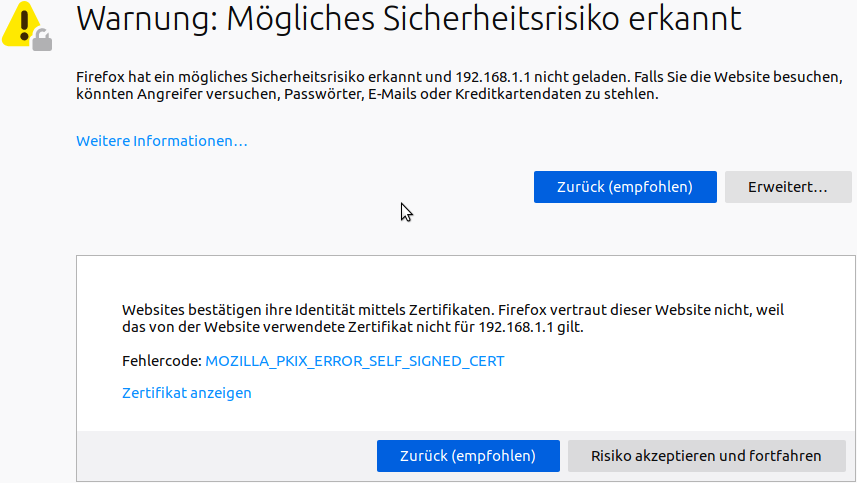 Warnung: Mögliches Sicherheitsrisiko erkannt
Firefox hat ein mögliches Sicherheitsrisiko erkannt und 192.168.1.1 nicht geladen. Falls Sie die Website besuchen,
könnten Angreifer versuchen, Passwörter, E-Mails oder Kreditkartendaten zu stehlen.
Weitere Informationen…
Zurück (empfohlen) Erweitert…
Websites bestätigen ihre Identität mittels Zertifikaten. Firefox vertraut dieser Website nicht, weil
das von der Website verwendete Zertifikat nicht für 192.168.1.1 gilt.
Fehlercode: MOZILLA_PKIX_ERROR_SELF_SIGNED_CERT
Zertifikat anzeigen
Zurück (empfohlen) Risiko akzeptieren und fortfahren